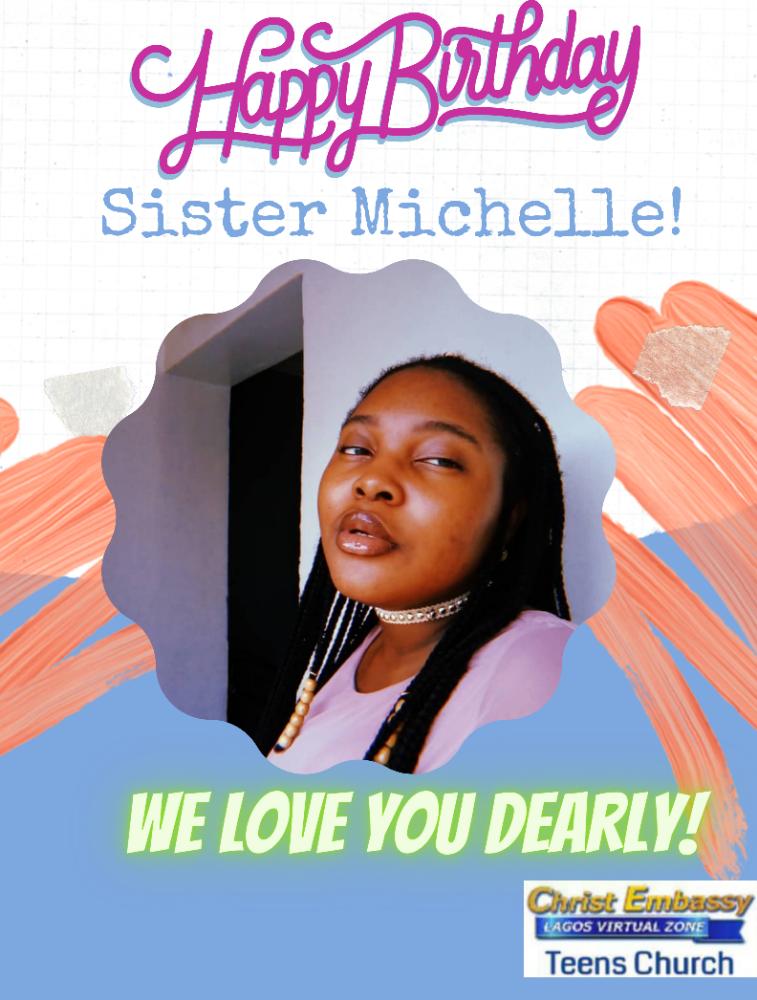 Happy Birthday
Sister Michelle!
WE LOVE YOU DEARLY!
Christ Embassy
LAGOS VIRTUAL ZONE
Teens Church